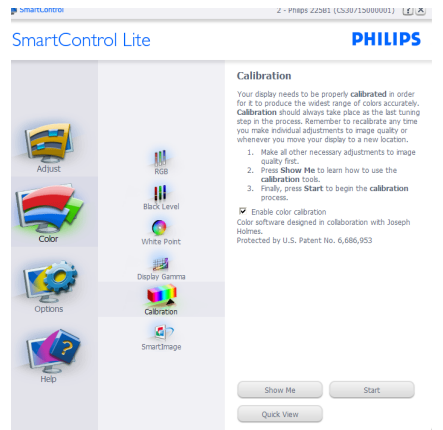 SmartControl
2 - Philips 225B1 (CS30715000001)
?
X
SmartControl Lite
PHILIPS
Adjust
Color
Options
Help
RGB
Black Level
White Point
Display Gamma
Calibration
SmartImage
Calibration
Your display needs to be properly calibrated in order
for it to produce the widest range of colors accurately.
Calibration should always take place as the last tuning
step in the process. Remember to recalibrate any time
you make individual adjustments to image quality or
whenever you move your display to a new location.
1. Make all other necessary adjustments to image
quality first.
2. Press Show Me to learn how to use the
calibration tools.
3. Finally, press Start to begin the calibration
process.
Enable color calibration
Color software designed in collaboration with Joseph
Holmes.
Protected by U.S. Patent No. 6,686,953
Show Me
Start
Quick View